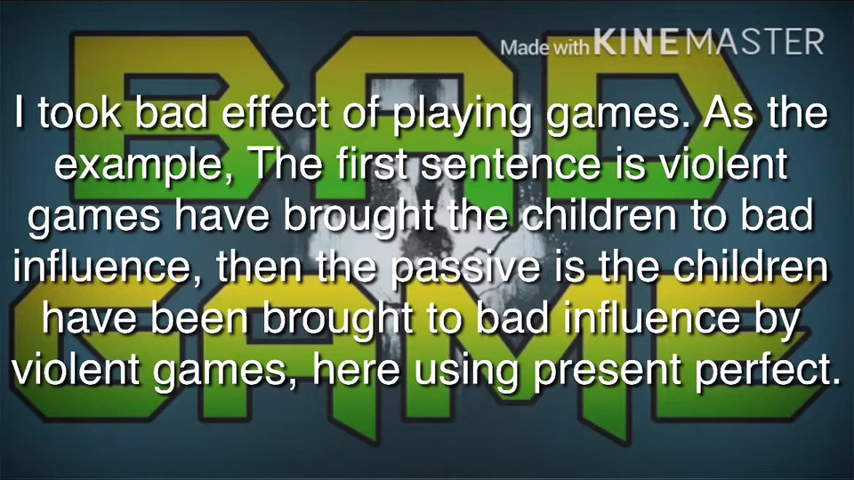 Made with KINEMASTER
BAD
I took bad effect of playing games. As the
example, The first sentence is violent
games have brought the children to bad
influence, then the passive is the children
have been brought to bad influence by
violent games, here using present perfect.
GAME